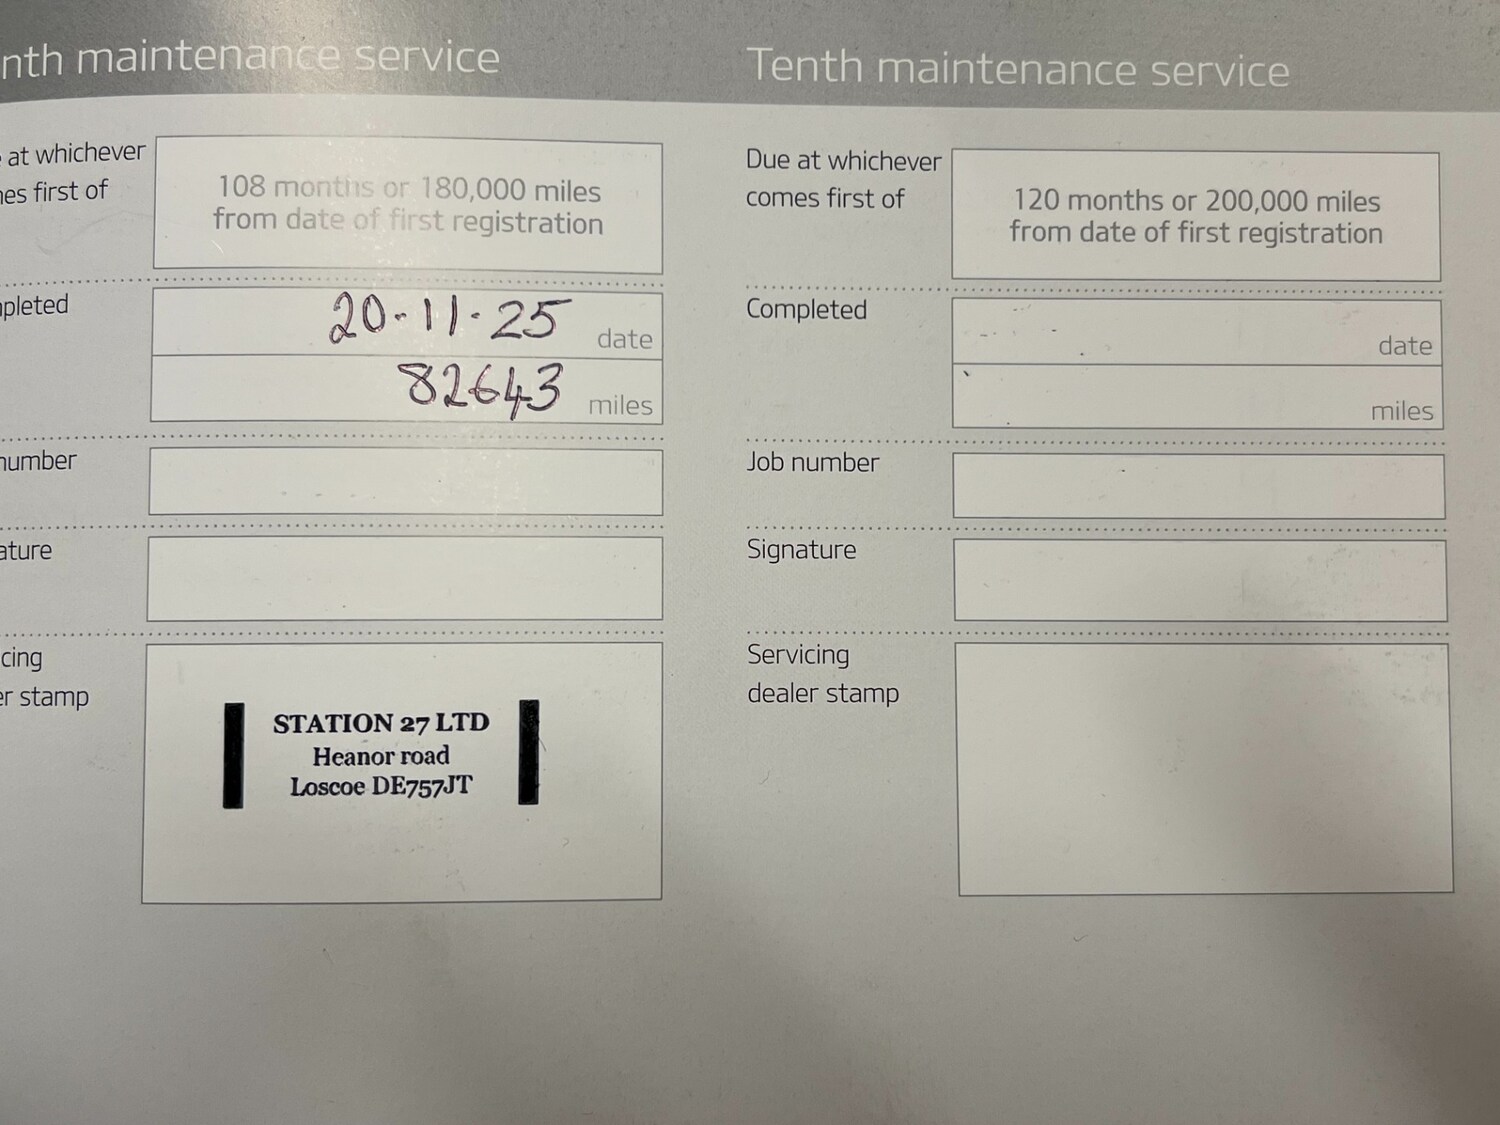 nth maintenance service
at whichever
es first of
108 months or 180,000 miles
from date of first registration
pleted
20-11-25 date
82643 miles
number
ature
cing
er stamp
STATION 27 LTD
Heanor road
Loscoe DE757JT
Tenth maintenance service
Due at whichever
comes first of
120 months or 200,000 miles
from date of first registration
Completed
date
miles
Job number
Signature
Servicing
dealer stamp